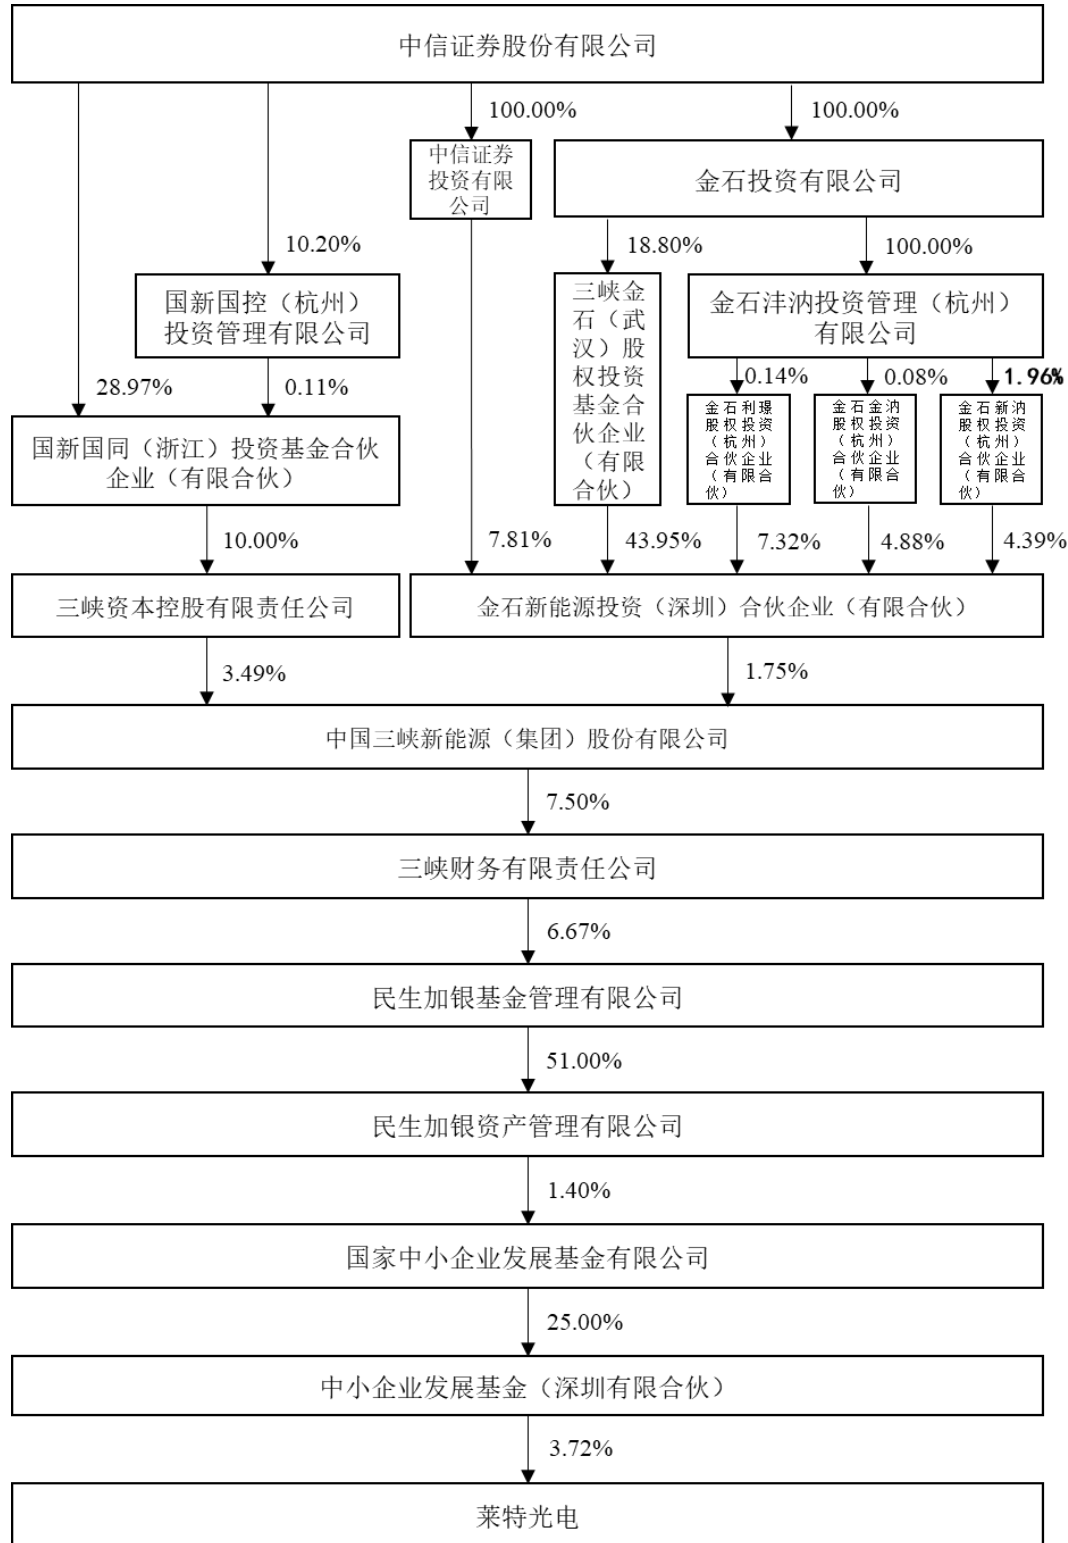 中信证券股份有限公司
100.00%
100.00%
中信证券
投资有限
公司
金石投资有限公司
10.20%
18.80%
100.00%
国新国控（杭州）
投资管理有限公司
三峡金
石（武
汉）股
权投资
基金合
伙企业
（有限
合伙）
金石沣汭投资管理（杭州）
有限公司
28.97%
0.11%
0.14%
0.08%
1.96%
国新国同（浙江）投资基金合伙
企业（有限合伙）
金石利璟
股权投资
（杭州）
合伙企业
（有限合
伙）
金石金汭
股权投资
（杭州）
合伙企业
（有限合
伙）
金石新汭
股权投资
（杭州）
合伙企业
（有限合
伙）
10.00%
7.81%
43.95%
7.32%
4.88%
4.39%
三峡资本控股有限责任公司
金石新能源投资（深圳）合伙企业（有限合伙）
3.49%
1.75%
中国三峡新能源（集团）股份有限公司
7.50%
三峡财务有限责任公司
6.67%
民生加银基金管理有限公司
51.00%
民生加银资产管理有限公司
1.40%
国家中小企业发展基金有限公司
25.00%
中小企业发展基金（深圳有限合伙）
3.72%
莱特光电